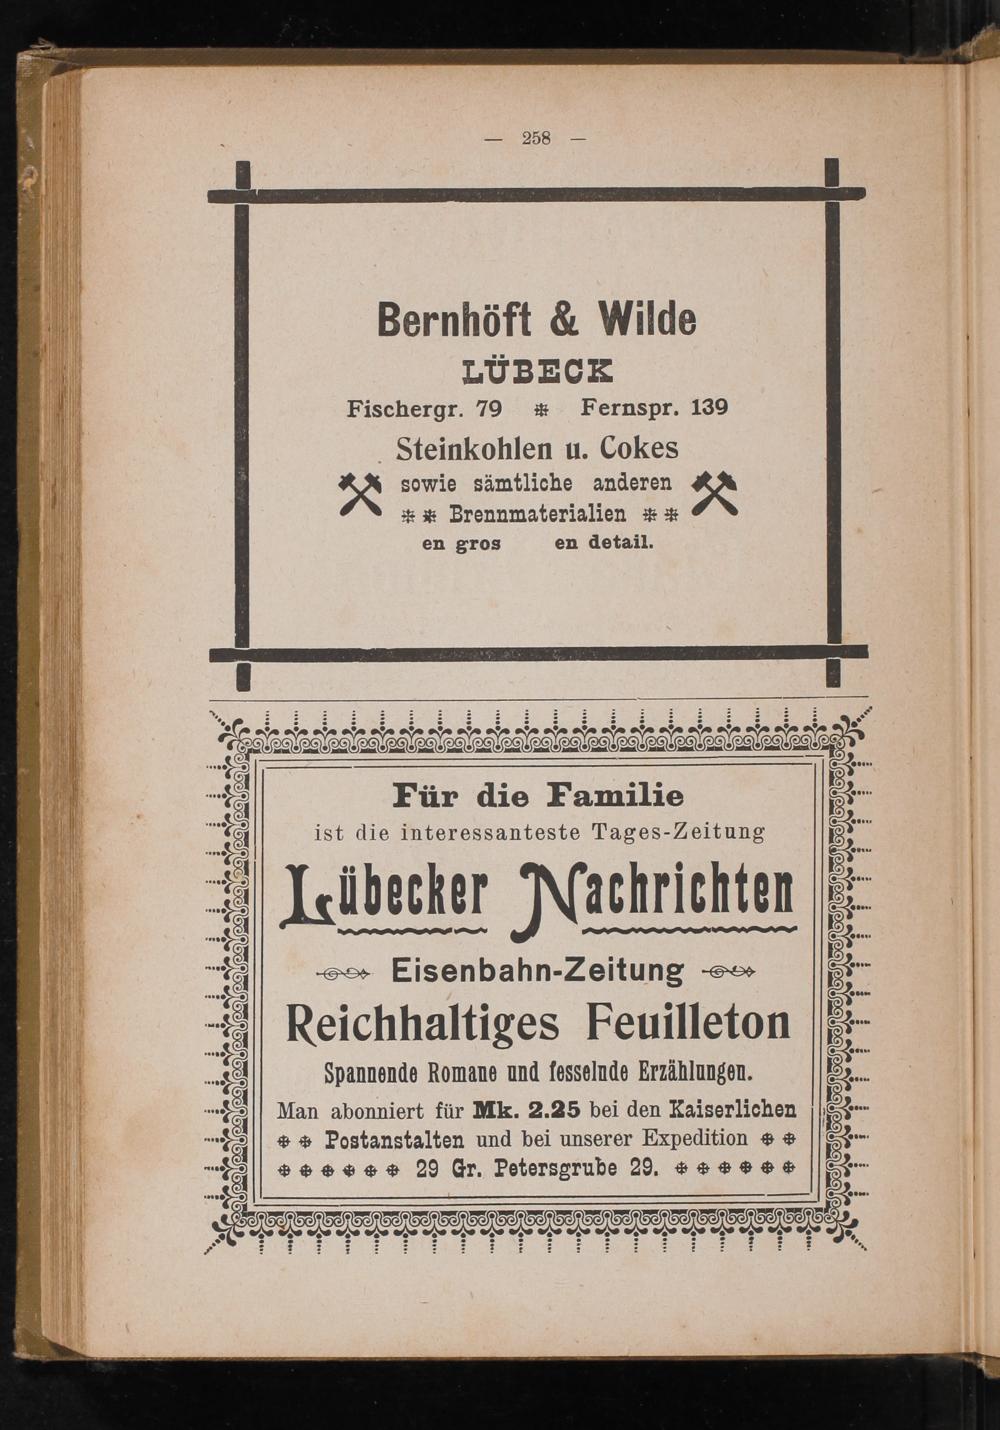 — 258 —
Bernhöft & Wilde
LÜBECK
Fischergr. 79 * Fernspr. 139
Steinkohlen u. Cokes
sowie sämtliche anderen
* * Brennmaterialien * *
en gros en detail.
Für die Familie
ist die interessanteste Tages-Zeitung
Lübecker Nachrichten
Eisenbahn-Zeitung
Reichhaltiges Feuilleton
Spannende Romane und fesselnde Erzählungen.
Man abonniert für Mk. 2.25 bei den Kaiserlichen
Postanstalten und bei unserer Expedition
29 Gr. Petersgrube 29.